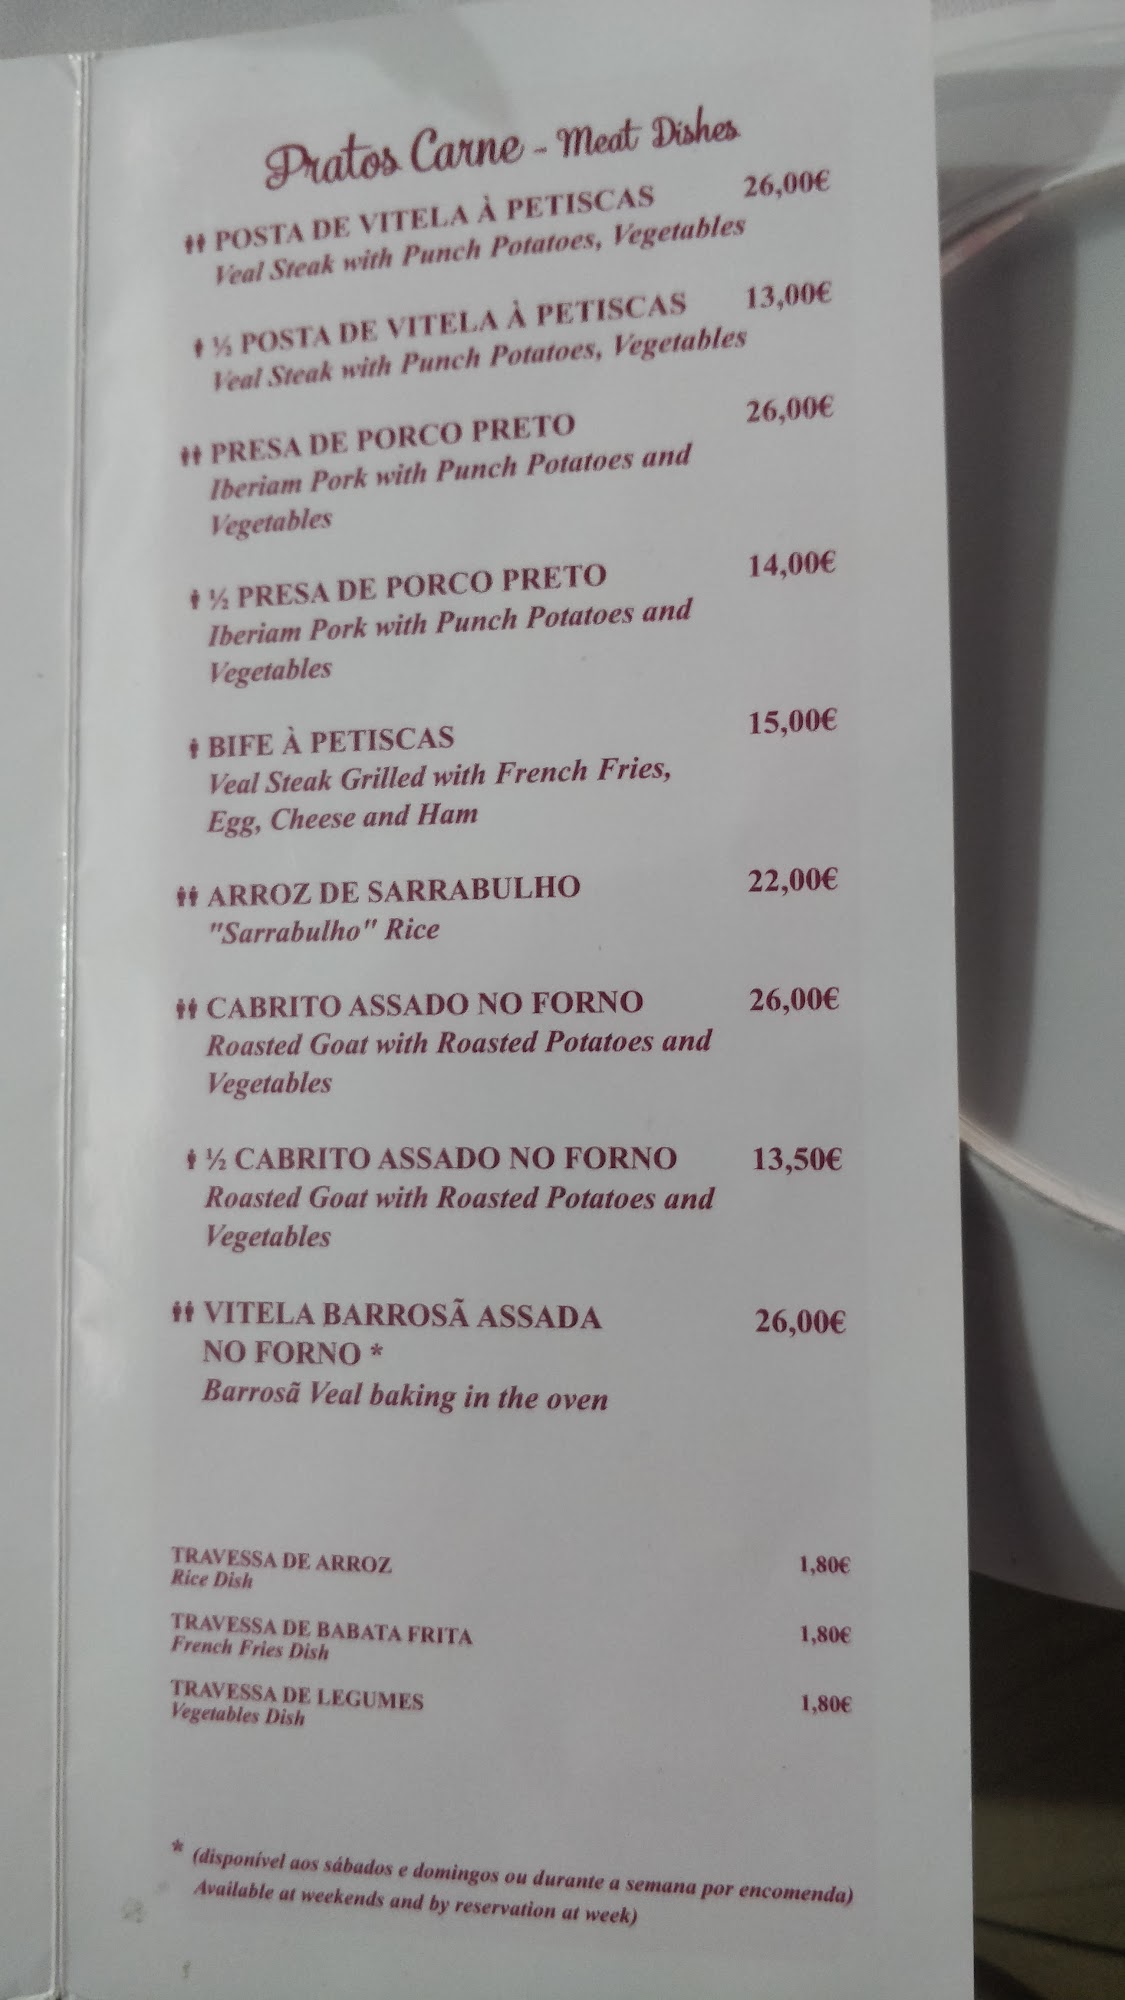 Pratos Carne - Meat Dishes
POSTA DE VITELA À PETISCAS 26,00€
Veal Steak with Punch Potatoes, Vegetables
½ POSTA DE VITELA À PETISCAS 13,00€
Veal Steak with Punch Potatoes, Vegetables
PRESA DE PORCO PRETO 26,00€
Iberiam Pork with Punch Potatoes and
Vegetables
½ PRESA DE PORCO PRETO 14,00€
Iberiam Pork with Punch Potatoes and
Vegetables
BIFE À PETISCAS 15,00€
Veal Steak Grilled with French Fries,
Egg, Cheese and Ham
ARROZ DE SARRABULHO 22,00€
"Sarrabulho" Rice
CABRITO ASSADO NO FORNO 26,00€
Roasted Goat with Roasted Potatoes and
Vegetables
½ CABRITO ASSADO NO FORNO 13,50€
Roasted Goat with Roasted Potatoes and
Vegetables
VITELA BARROSÃ ASSADA 26,00€
NO FORNO *
Barrosã Veal baking in the oven
TRAVESSA DE ARROZ 1,80€
Rice Dish
TRAVESSA DE BABATA FRITA 1,80€
French Fries Dish
TRAVESSA DE LEGUMES 1,80€
Vegetables Dish
* (disponível aos sábados e domingos ou durante a semana por encomenda)
Available at weekends and by reservation at week)